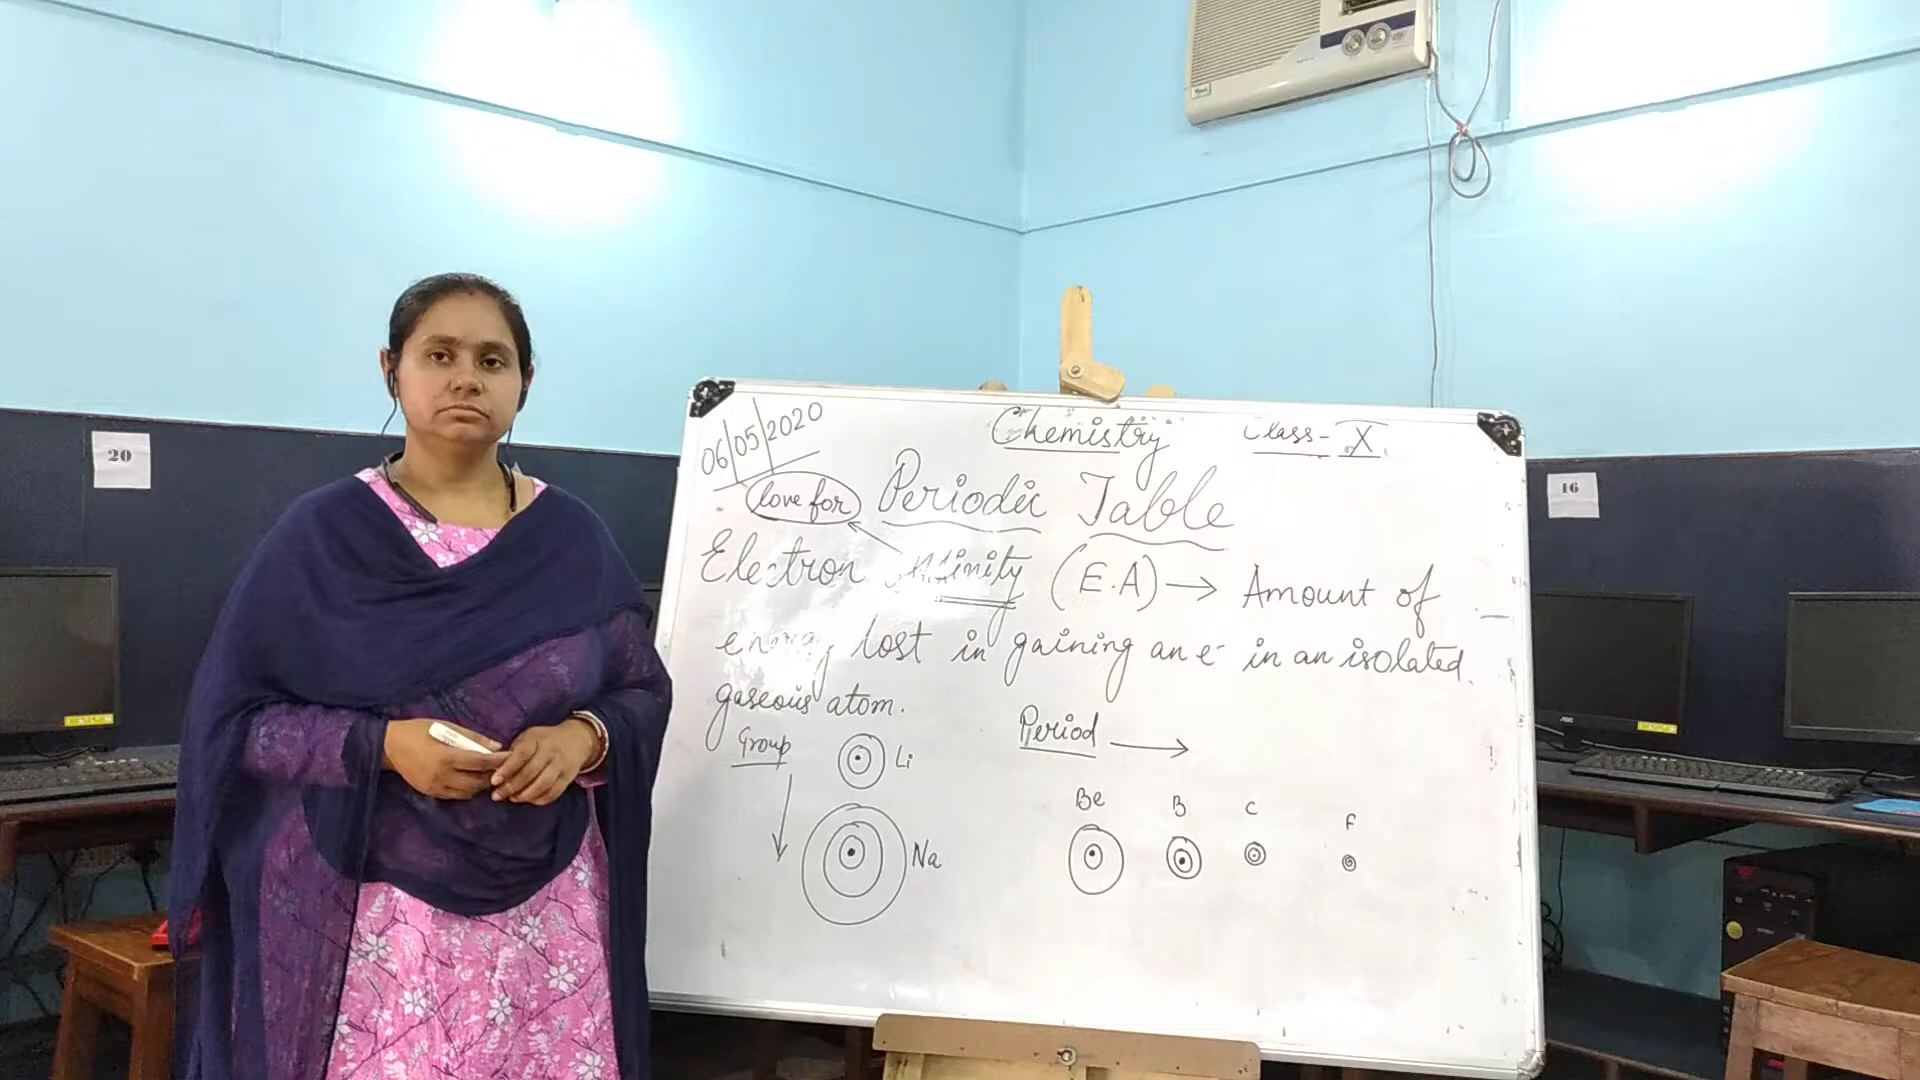 20
16
06/05/2020
Chemistry
Class - X
love for
Periodic Table
Electron Affinity (E.A) → Amount of
energy lost in gaining an e⁻ in an isolated
gaseous atom.
Group
Li
Na
Period →
Be B C F